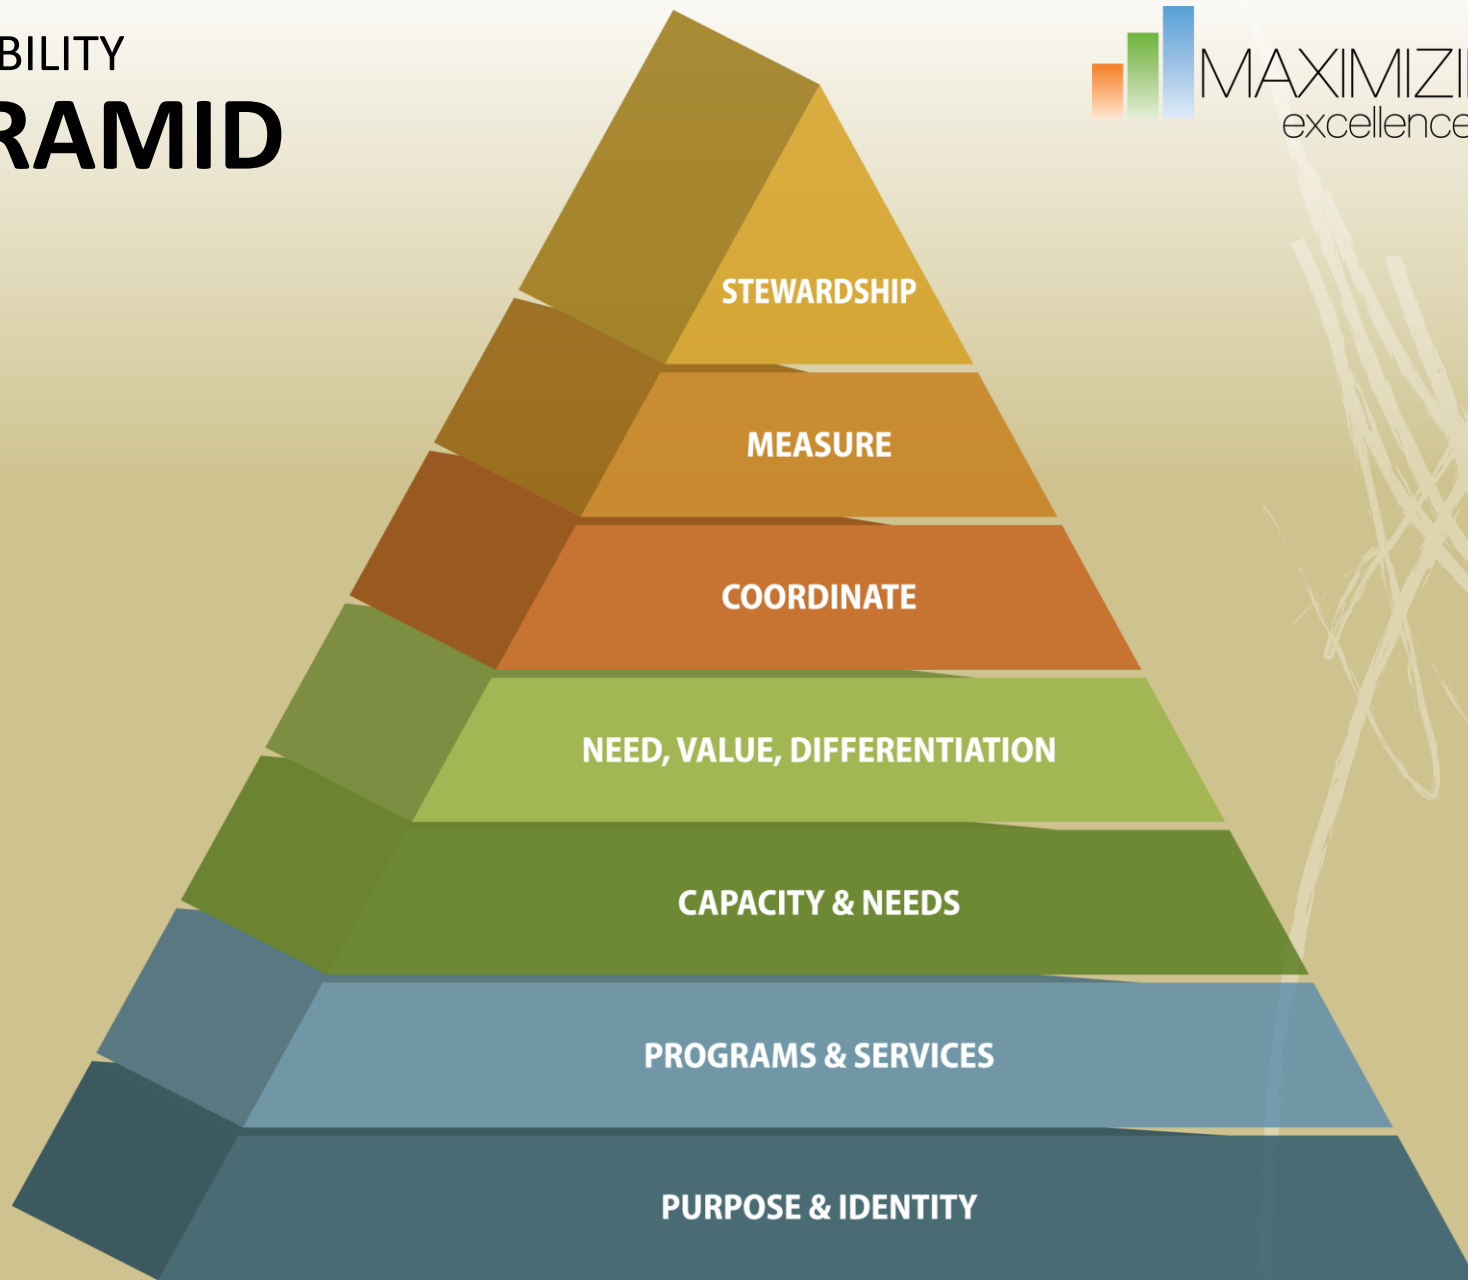 BILITY
RAMID
MAXIMIZI
excellence
STEWARDSHIP
MEASURE
COORDINATE
NEED, VALUE, DIFFERENTIATION
CAPACITY & NEEDS
PROGRAMS & SERVICES
PURPOSE & IDENTITY